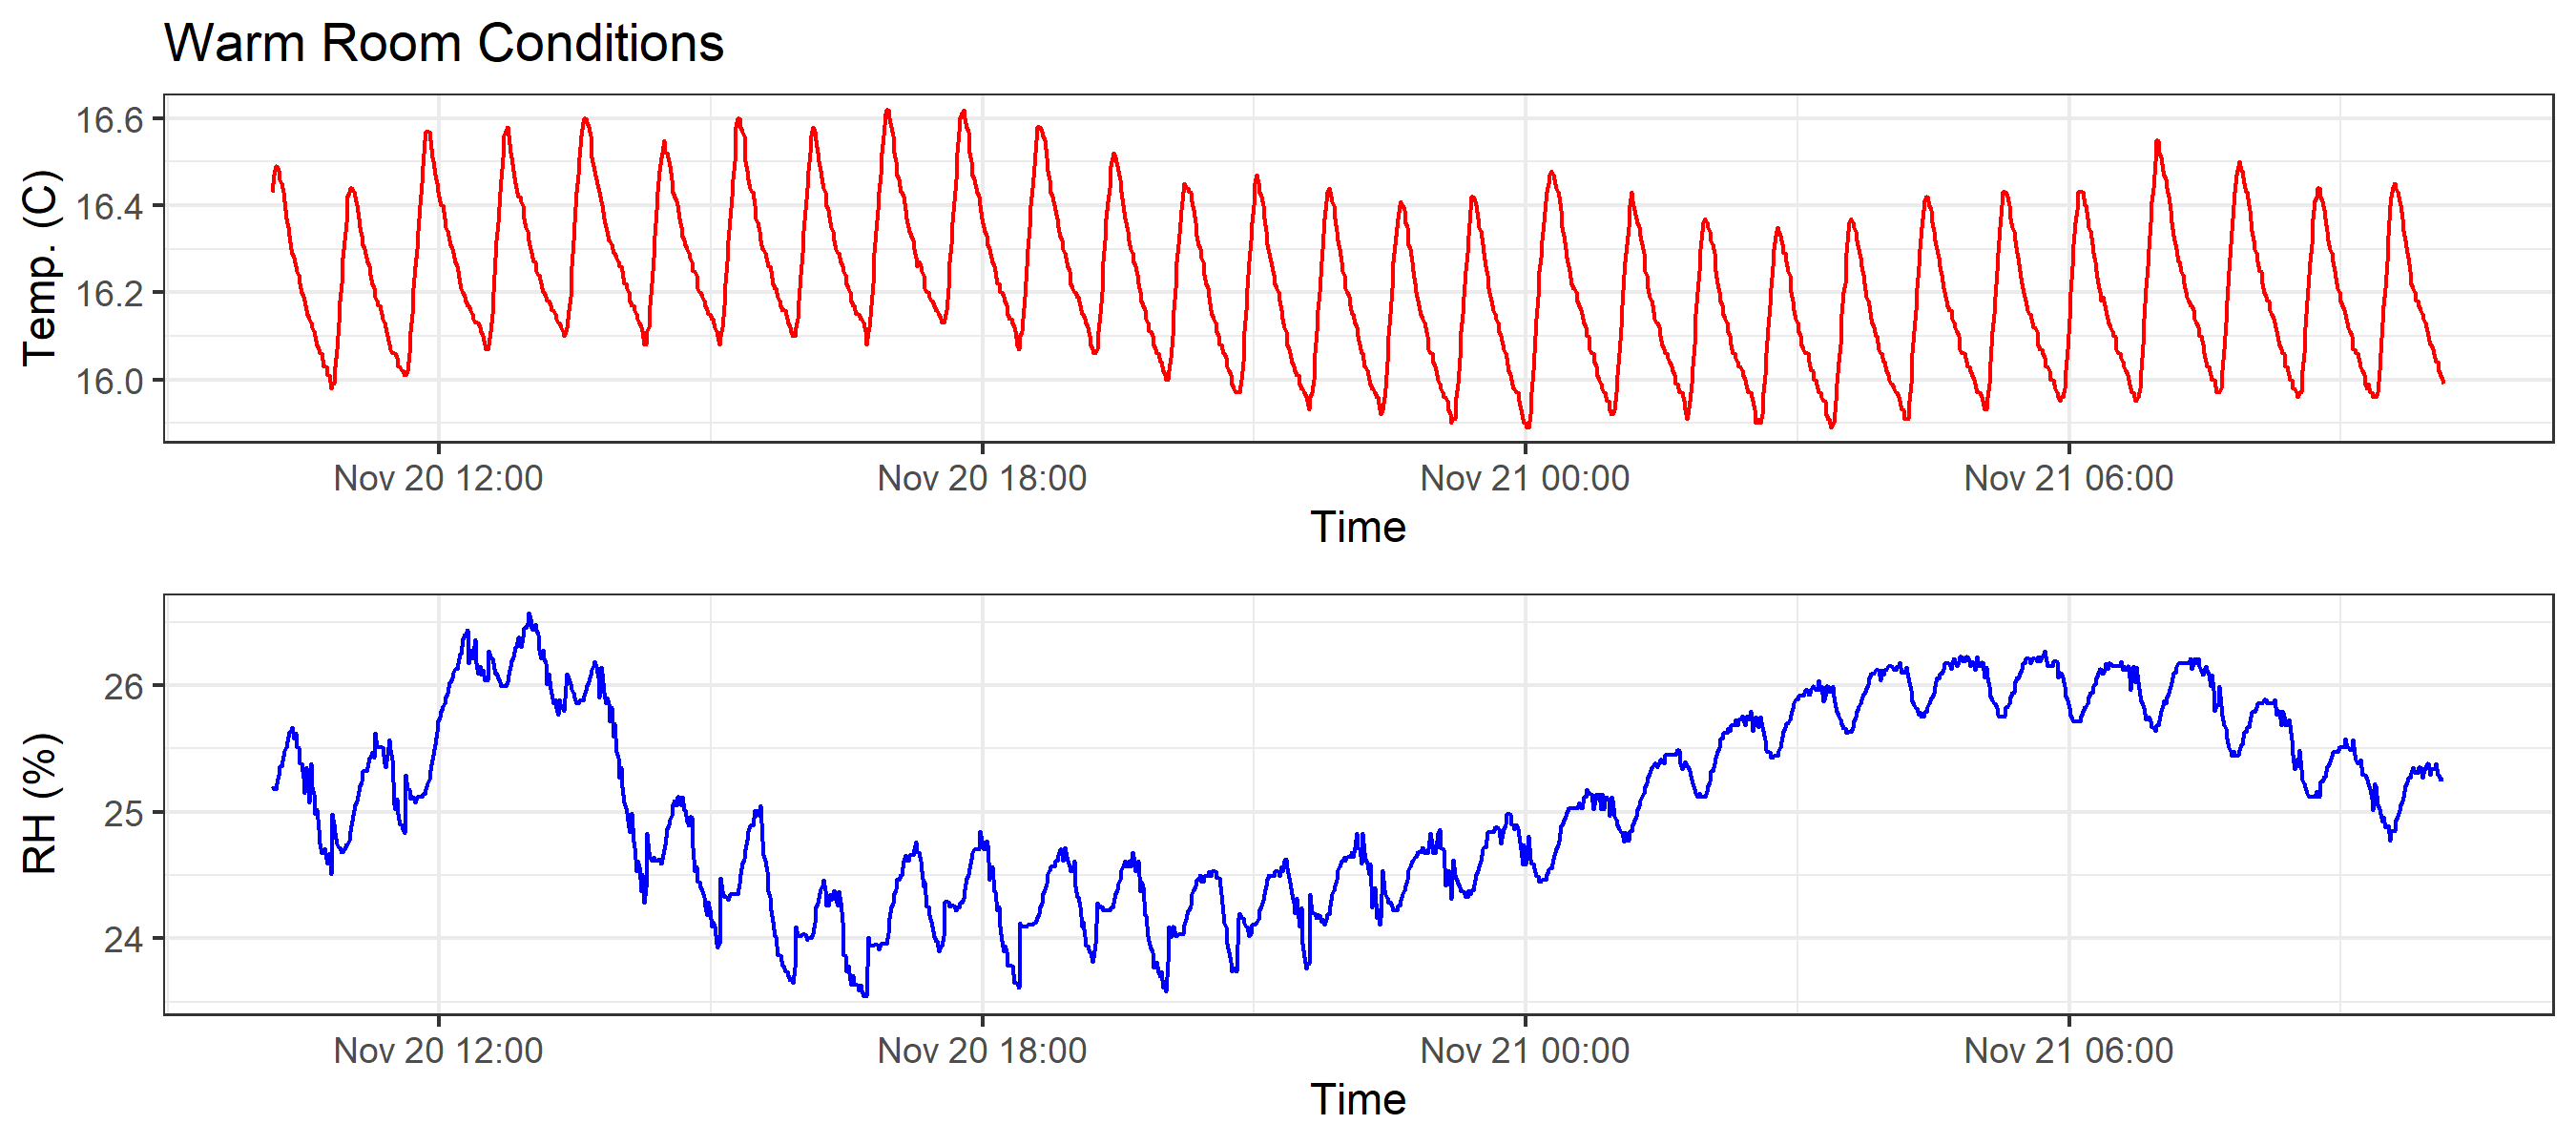 Warm Room Conditions
Temp. (C)
16.6
16.4
16.2
16.0
Nov 20 12:00 Nov 20 18:00 Nov 21 00:00 Nov 21 06:00
Time
RH (%)
26
25
24
Nov 20 12:00 Nov 20 18:00 Nov 21 00:00 Nov 21 06:00
Time